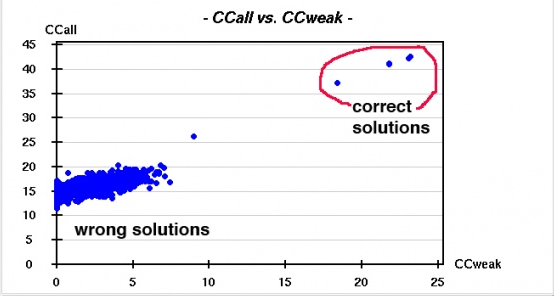 - CCall vs. CCweak -
CCall
45
40
35
30
25
20
15
10
5
0
correct
solutions
wrong solutions
0 5 10 15 20 25
CCweak